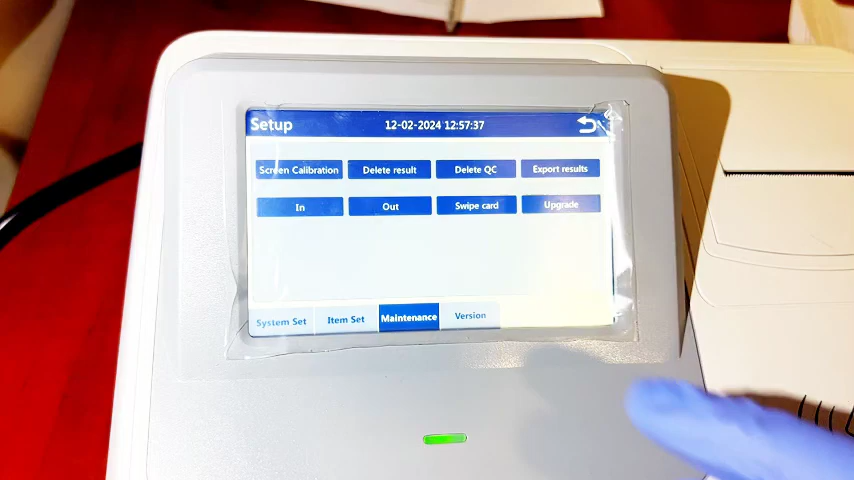 Setup 12-02-2024 12:57:37
Screen Calibration Delete result Delete QC Export results
In Out Swipe card Upgrade
System Set Item Set Maintenance Version